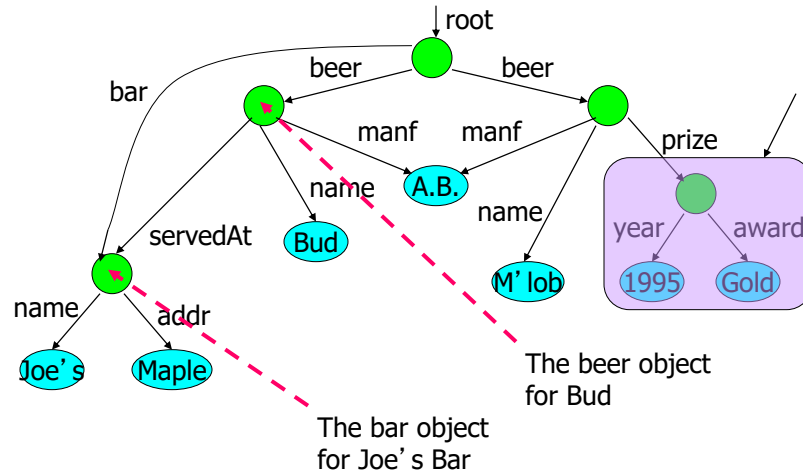 root
beer
beer
bar
manf
manf
prize
name
A.B.
name
servedAt
Bud
year
award
M’lob
1995
Gold
name
addr
Joe’s
Maple
The beer object
for Bud
The bar object
for Joe’s Bar